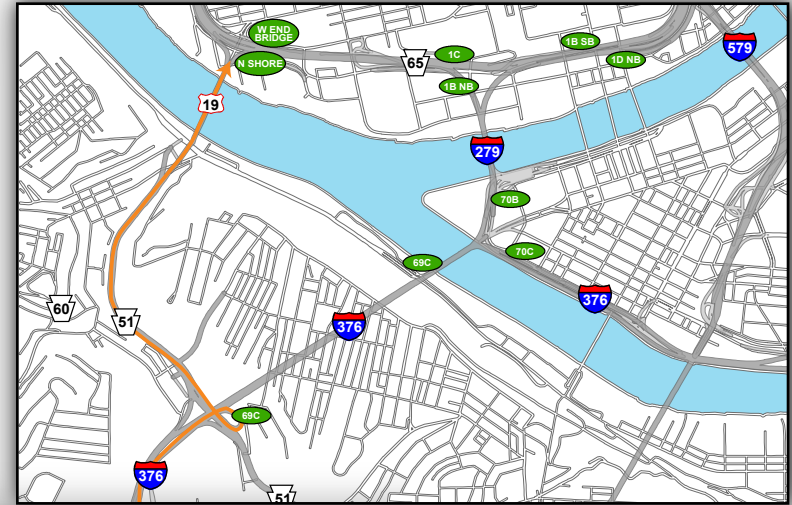 W END
BRIDGE
N SHORE
65
1C
1B SB
1D NB
579
1B NB
19
279
70B
70C
69C
376
60
51
376
69C
376
51